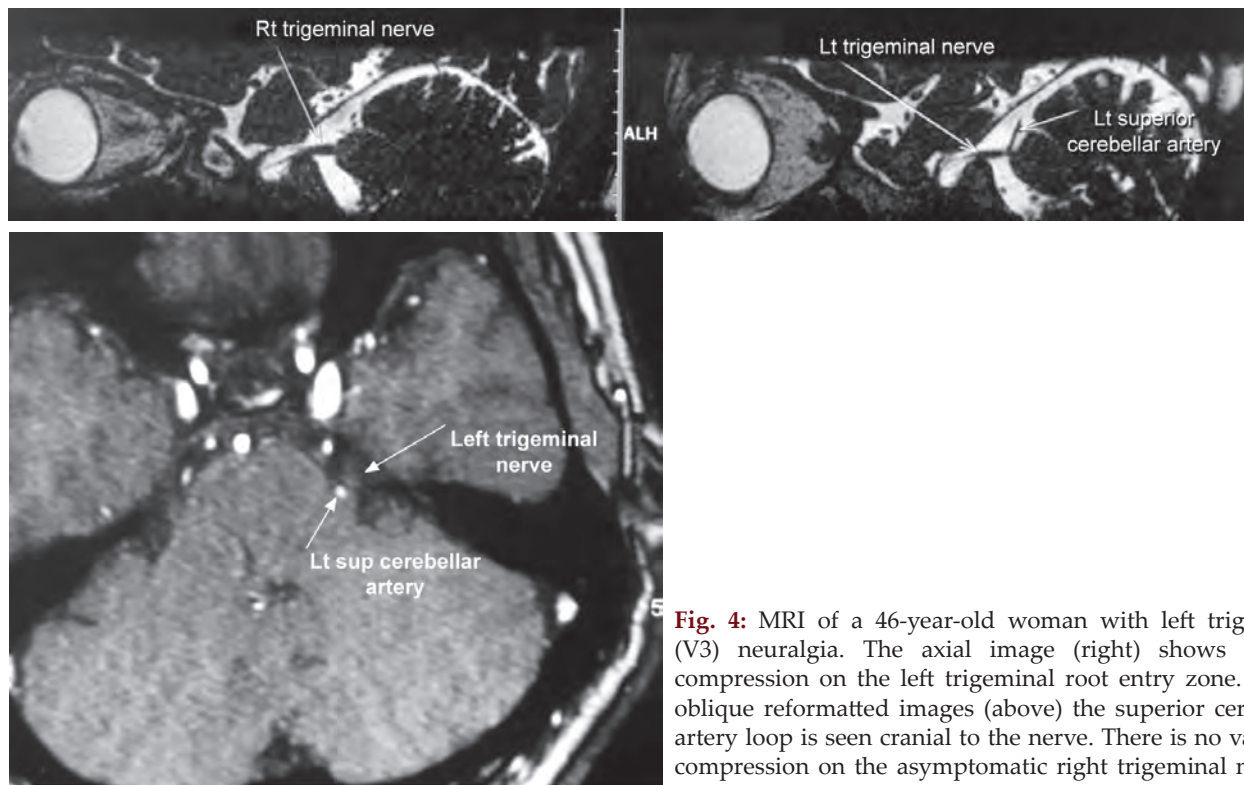 Rt trigeminal nerve
ALH
Lt trigeminal nerve
Lt superior
cerebellar artery
Left trigeminal
nerve
Lt sup cerebellar
artery
5
Fig. 4: MRI of a 46-year-old woman with left trig
(V3) neuralgia. The axial image (right) shows
compression on the left trigeminal root entry zone.
oblique reformatted images (above) the superior cer
artery loop is seen cranial to the nerve. There is no va
compression on the asymptomatic right trigeminal n